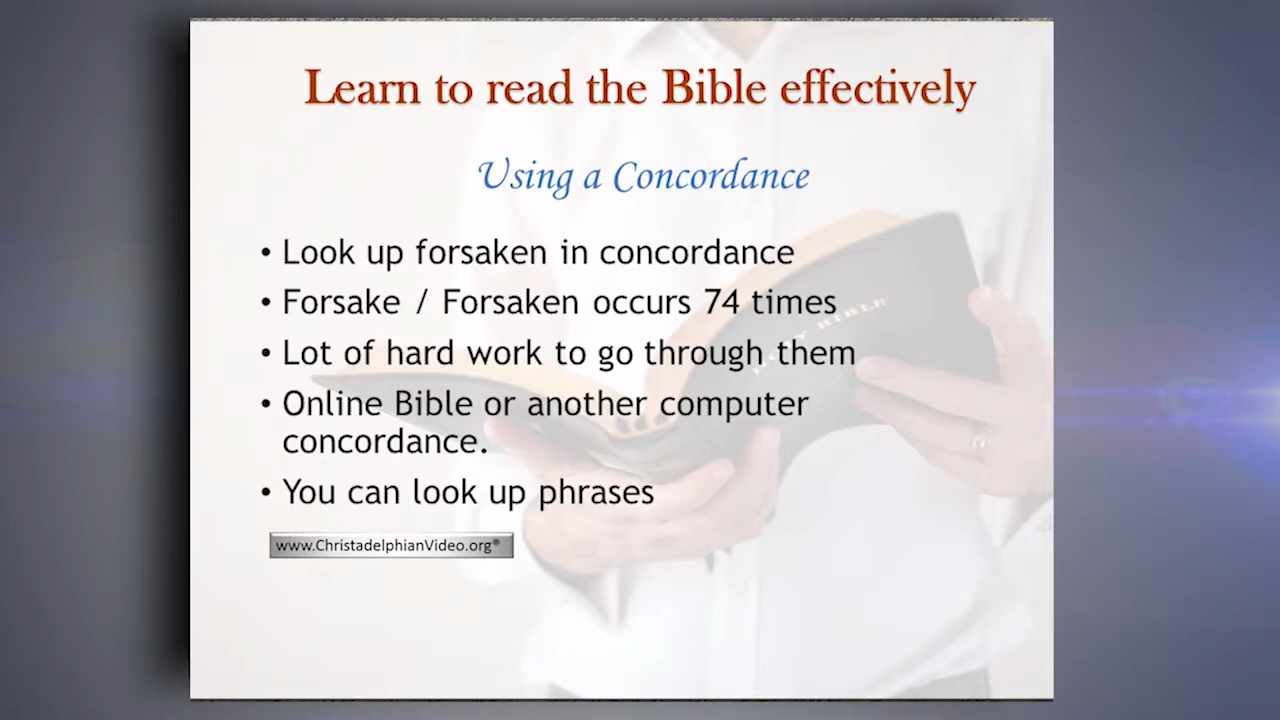 Learn to read the Bible effectively
Using a Concordance
• Look up forsaken in concordance
• Forsake / Forsaken occurs 74 times
• Lot of hard work to go through them
• Online Bible or another computer
concordance.
• You can look up phrases
www.ChristadelphianVideo.org®
HOLY BIBLE